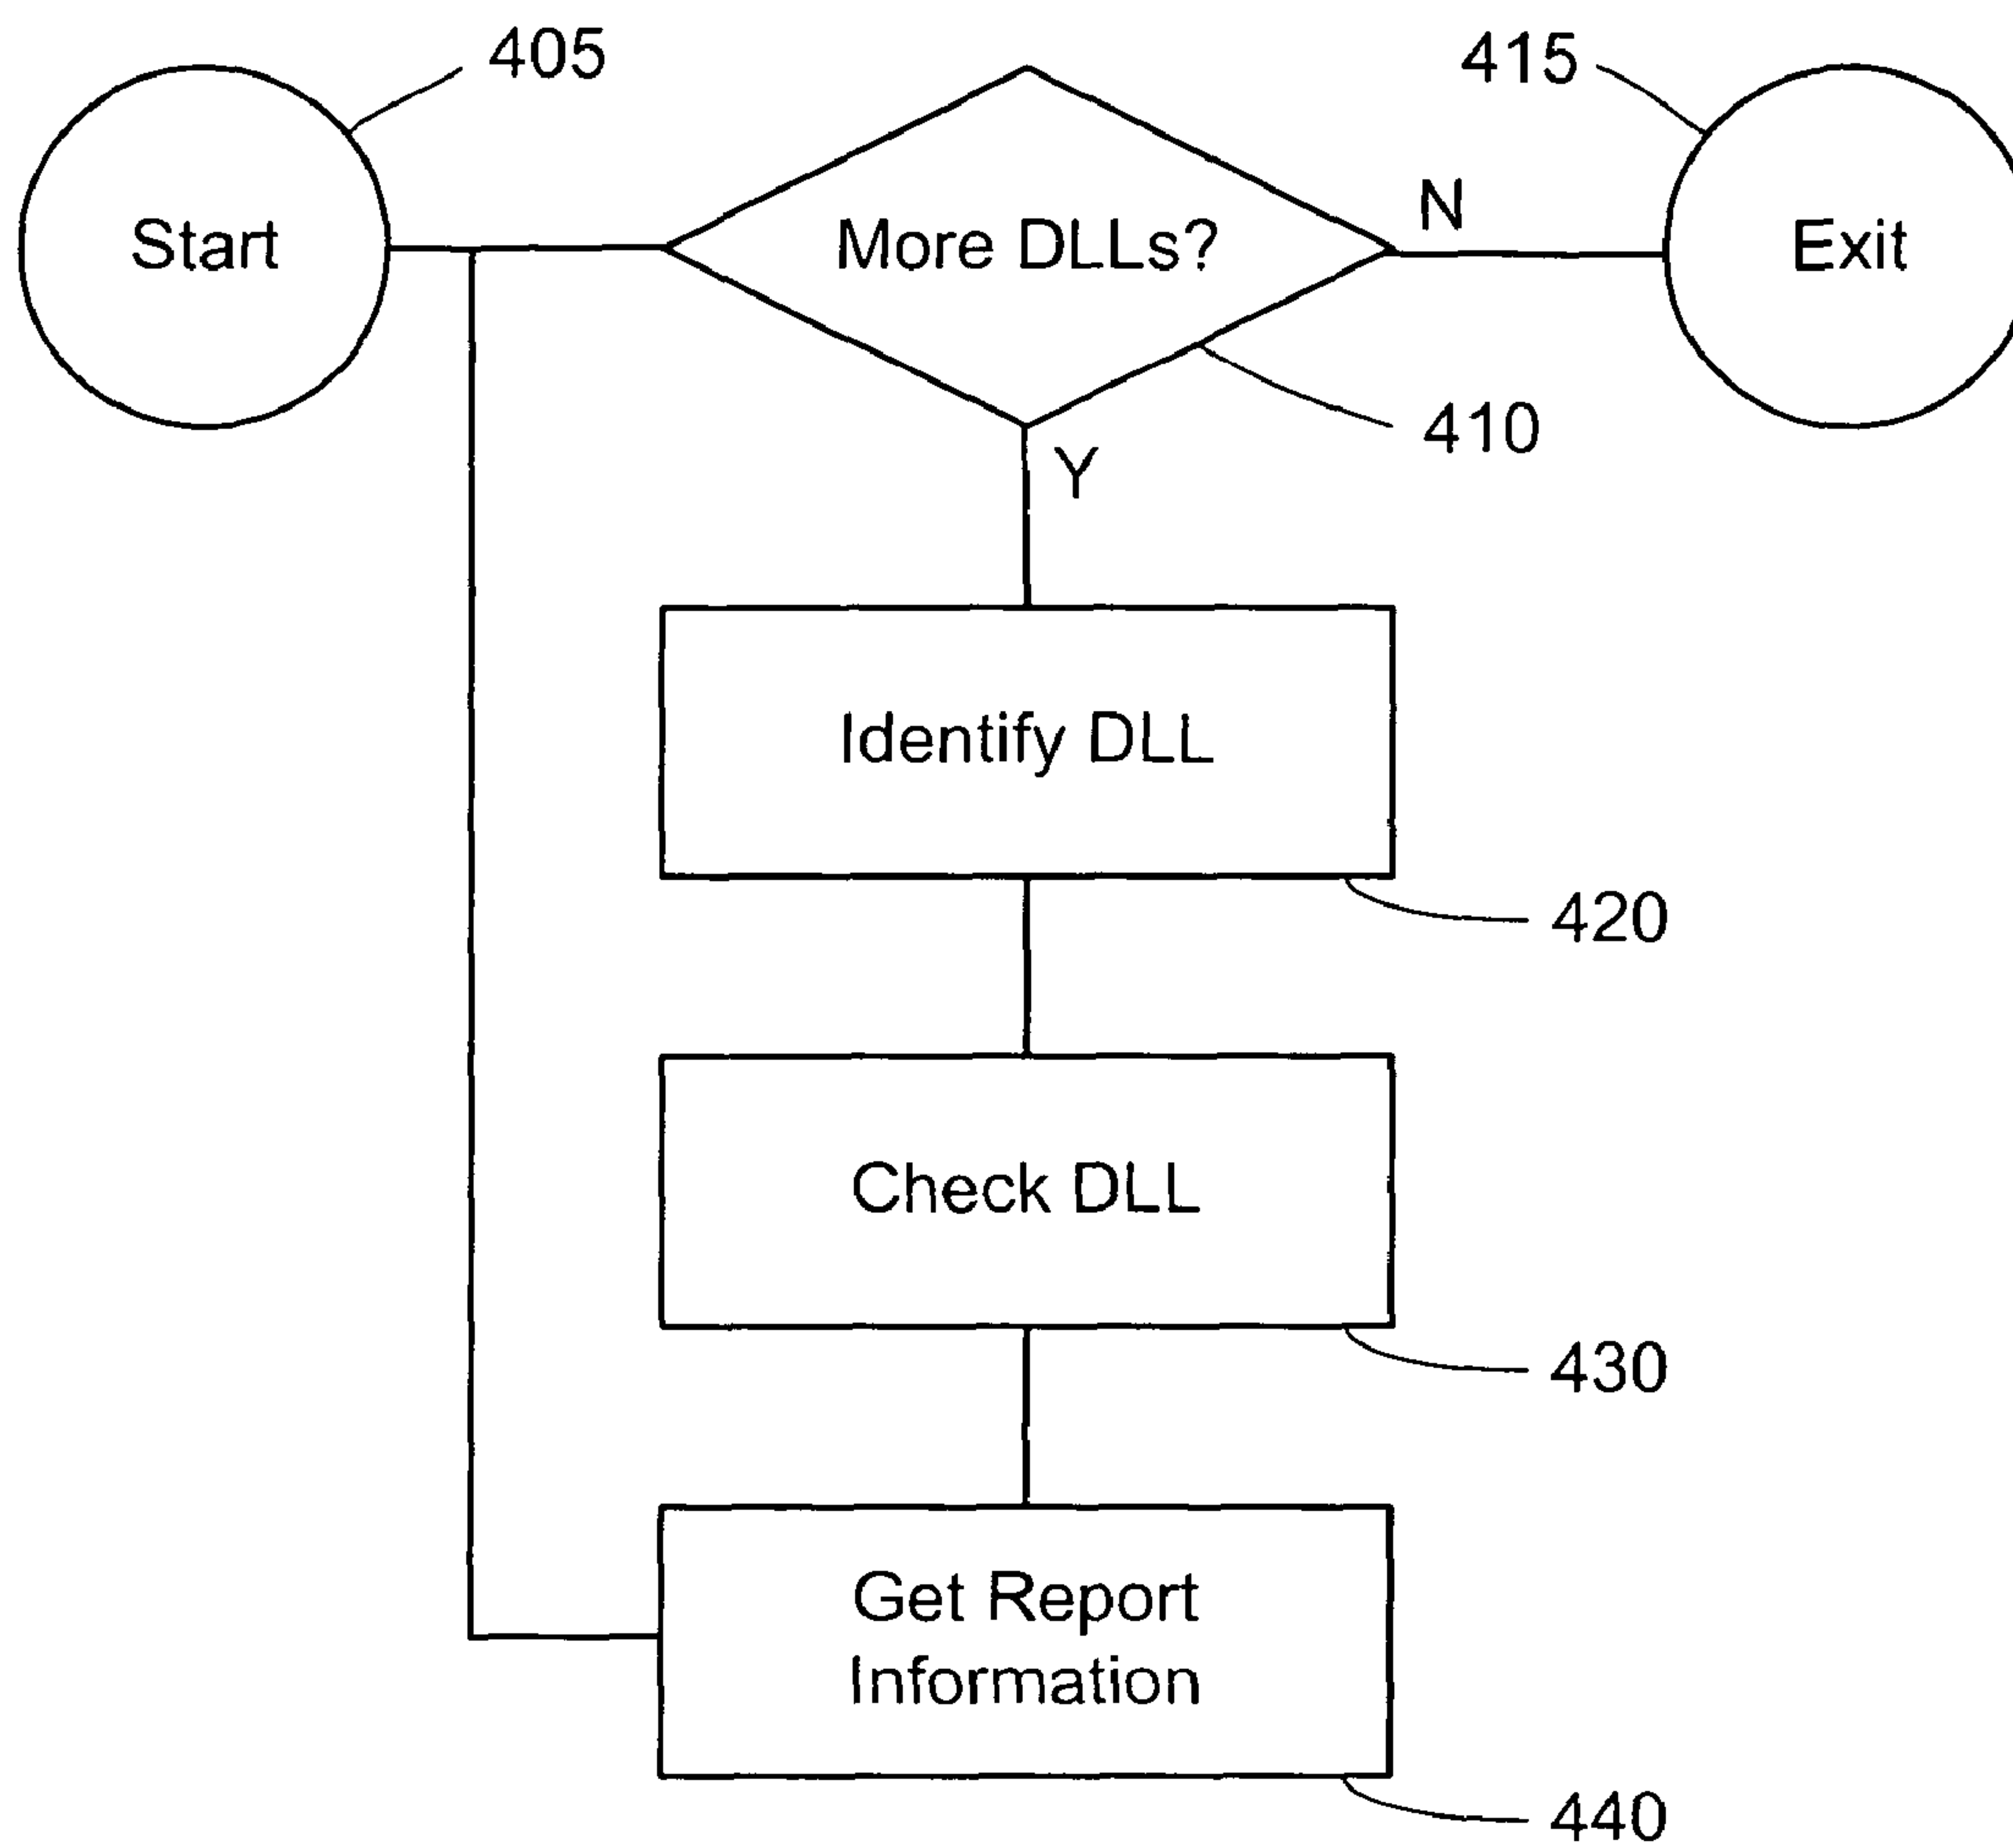 405
415
Start
More DLLs?
N
Exit
410
Y
Identify DLL
420
Check DLL
430
Get Report
Information
440